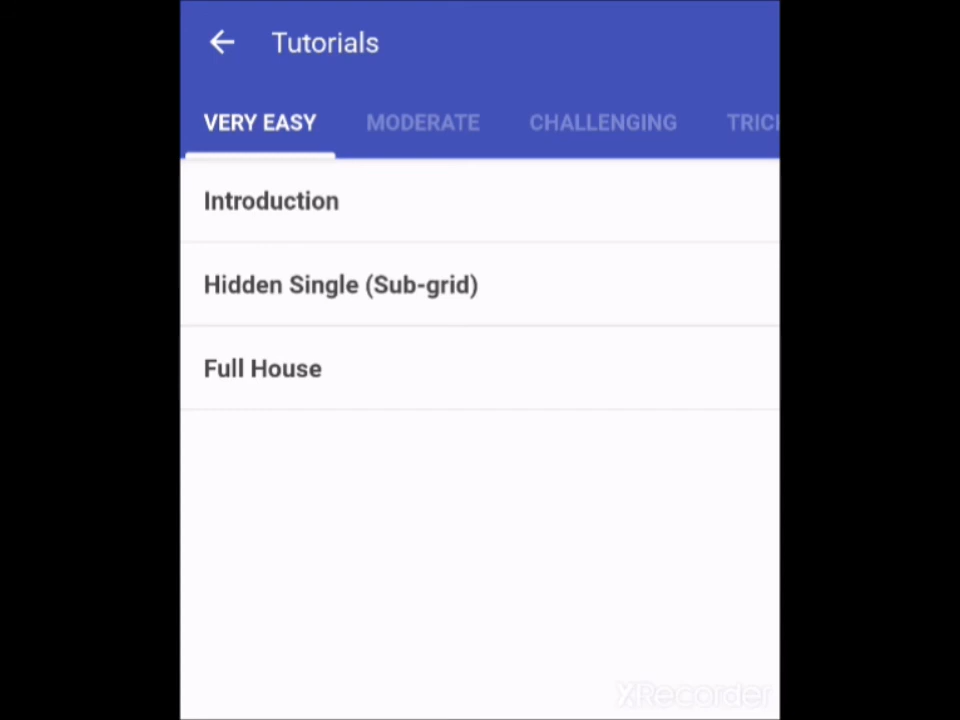 Tutorials
VERY EASY MODERATE CHALLENGING
Introduction
Hidden Single (Sub-grid)
Full House
XRecorder